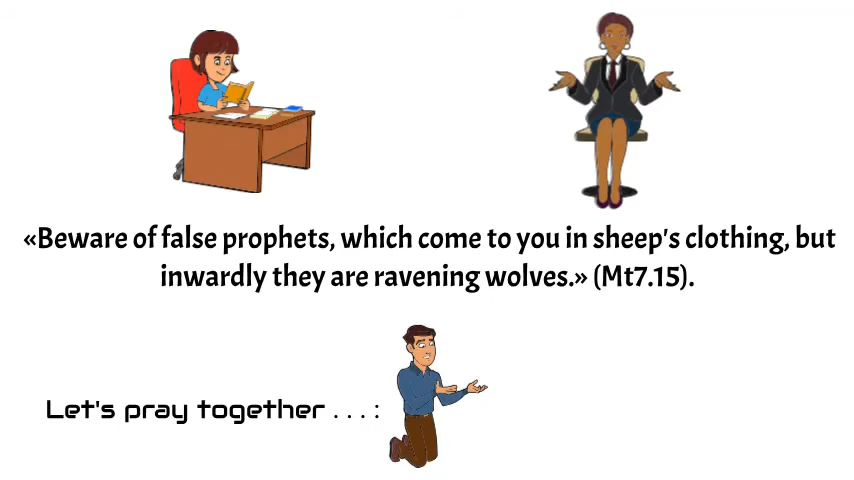 «Beware of false prophets, which come to you in sheep's clothing, but
inwardly they are ravening wolves.» (Mt7.15).
Let's pray together . . . :